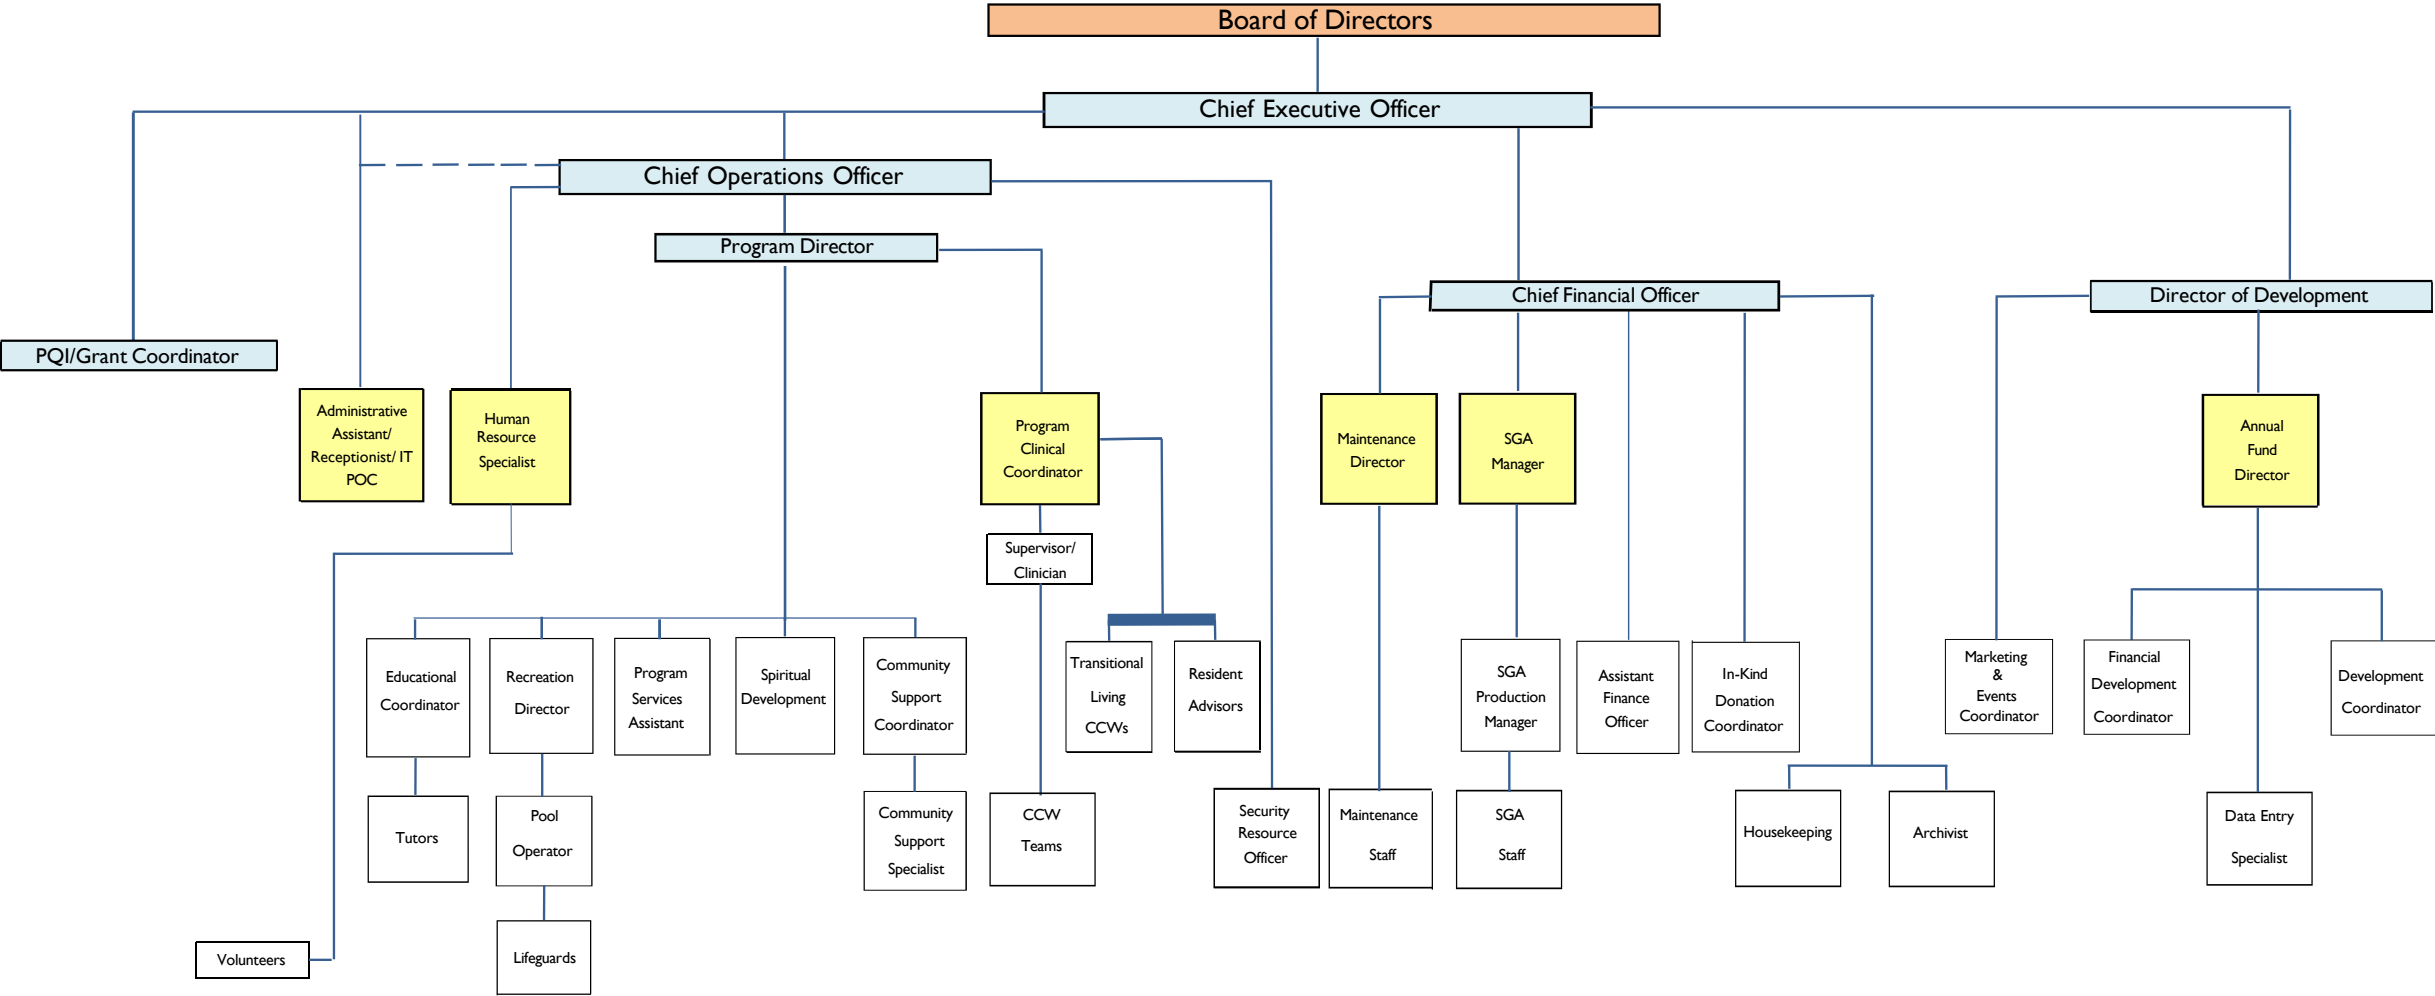 Board of Directors
Chief Executive Officer
Chief Operations Officer
Program Director
Chief Financial Officer
Director of Development
PQI/Grant Coordinator
Administrative
Assistant/
Receptionist/ IT
POC
Human
Resource
Specialist
Program
Clinical
Coordinator
Maintenance
Director
SGA
Manager
Annual
Fund
Director
Supervisor/
Clinician
Educational
Coordinator
Recreation
Director
Program
Services
Assistant
Spiritual
Development
Community
Support
Coordinator
Transitional
Living
CCWs
Resident
Advisors
SGA
Production
Manager
Assistant
Finance
Officer
In-Kind
Donation
Coordinator
Marketing
&
Events
Coordinator
Financial
Development
Coordinator
Development
Coordinator
Tutors
Pool
Operator
Community
Support
Specialist
CCW
Teams
Security
Resource
Officer
Maintenance
Staff
SGA
Staff
Housekeeping
Archivist
Data Entry
Specialist
Volunteers
Lifeguards